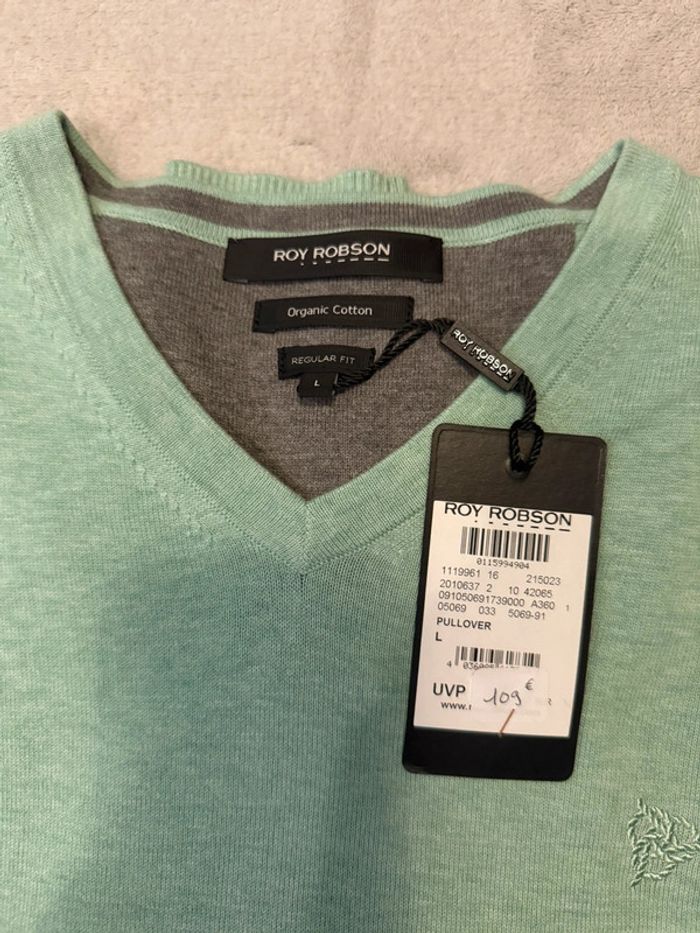 ROY ROBSON
Organic Cotton
REGULAR FIT
L
ROY ROBSON
ROY ROBSON
0115994904
1119961 16 215023
2010637 2 10 42065
091050691739000 A360 1
05069 033 5069-91
PULLOVER
L
UVP 109 €